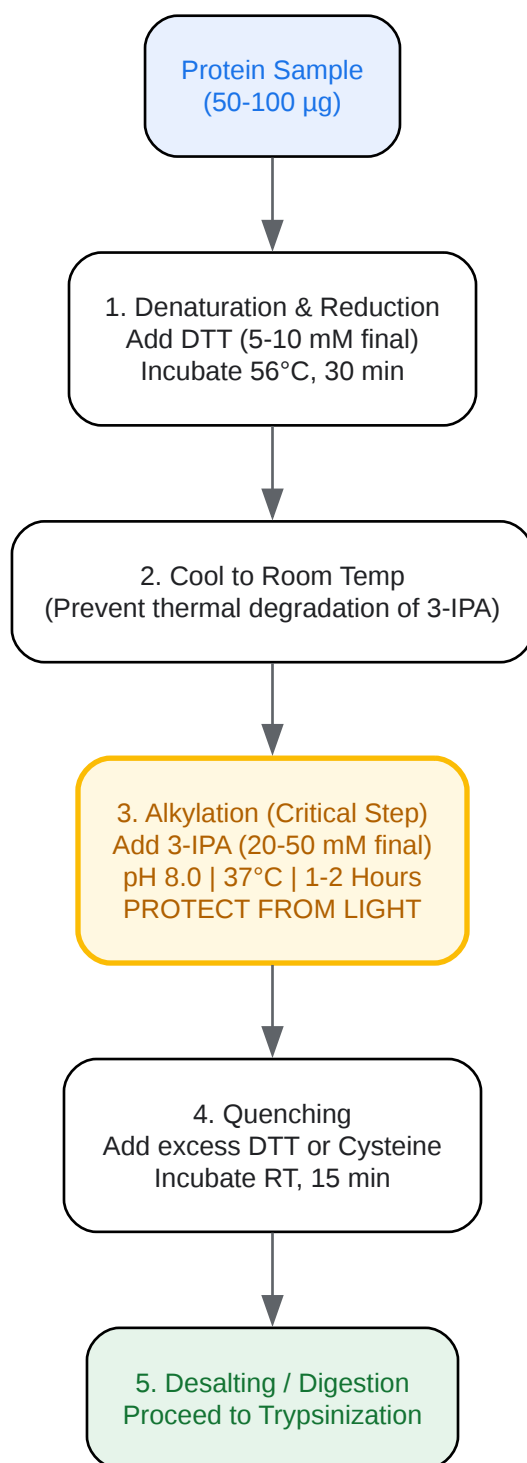 Protein Sample
(50-100 µg)
1. Denaturation & Reduction
Add DTT (5-10 mM final)
Incubate 56°C, 30 min
2. Cool to Room Temp
(Prevent thermal degradation of 3-IPA)
3. Alkylation (Critical Step)
Add 3-IPA (20-50 mM final)
pH 8.0 | 37°C | 1-2 Hours
PROTECT FROM LIGHT
4. Quenching
Add excess DTT or Cysteine
Incubate RT, 15 min
5. Desalting / Digestion
Proceed to Trypsinization